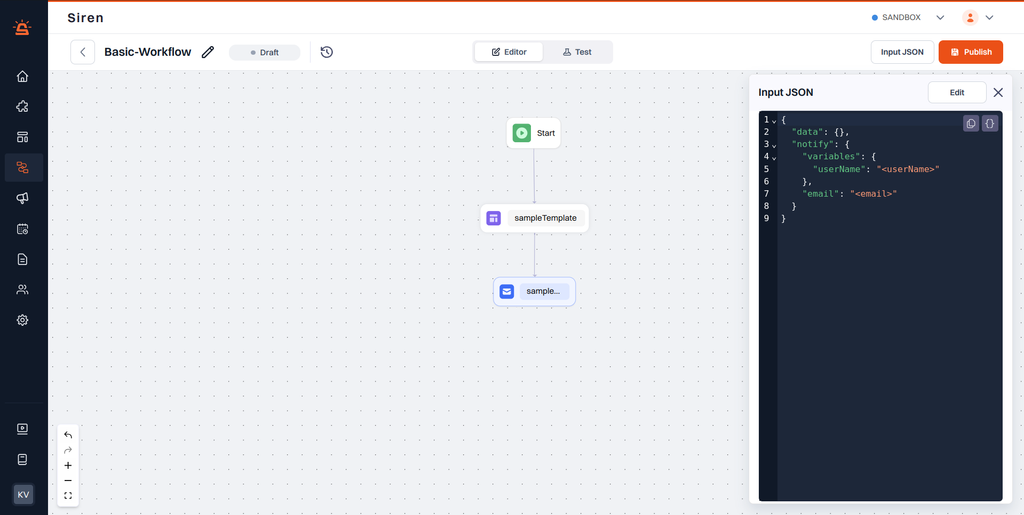 Siren
SANDBOX
Basic-Workflow
Draft
Editor
Test
Input JSON
Publish
Start
sampleTemplate
sample...
KV
Input JSON
Edit
{}
1 {
2 "data": {},
3 "notify": {
4 "variables": {
5 "userName": "<userName>"
6 },
7 "email": "<email>"
8 }
9 }